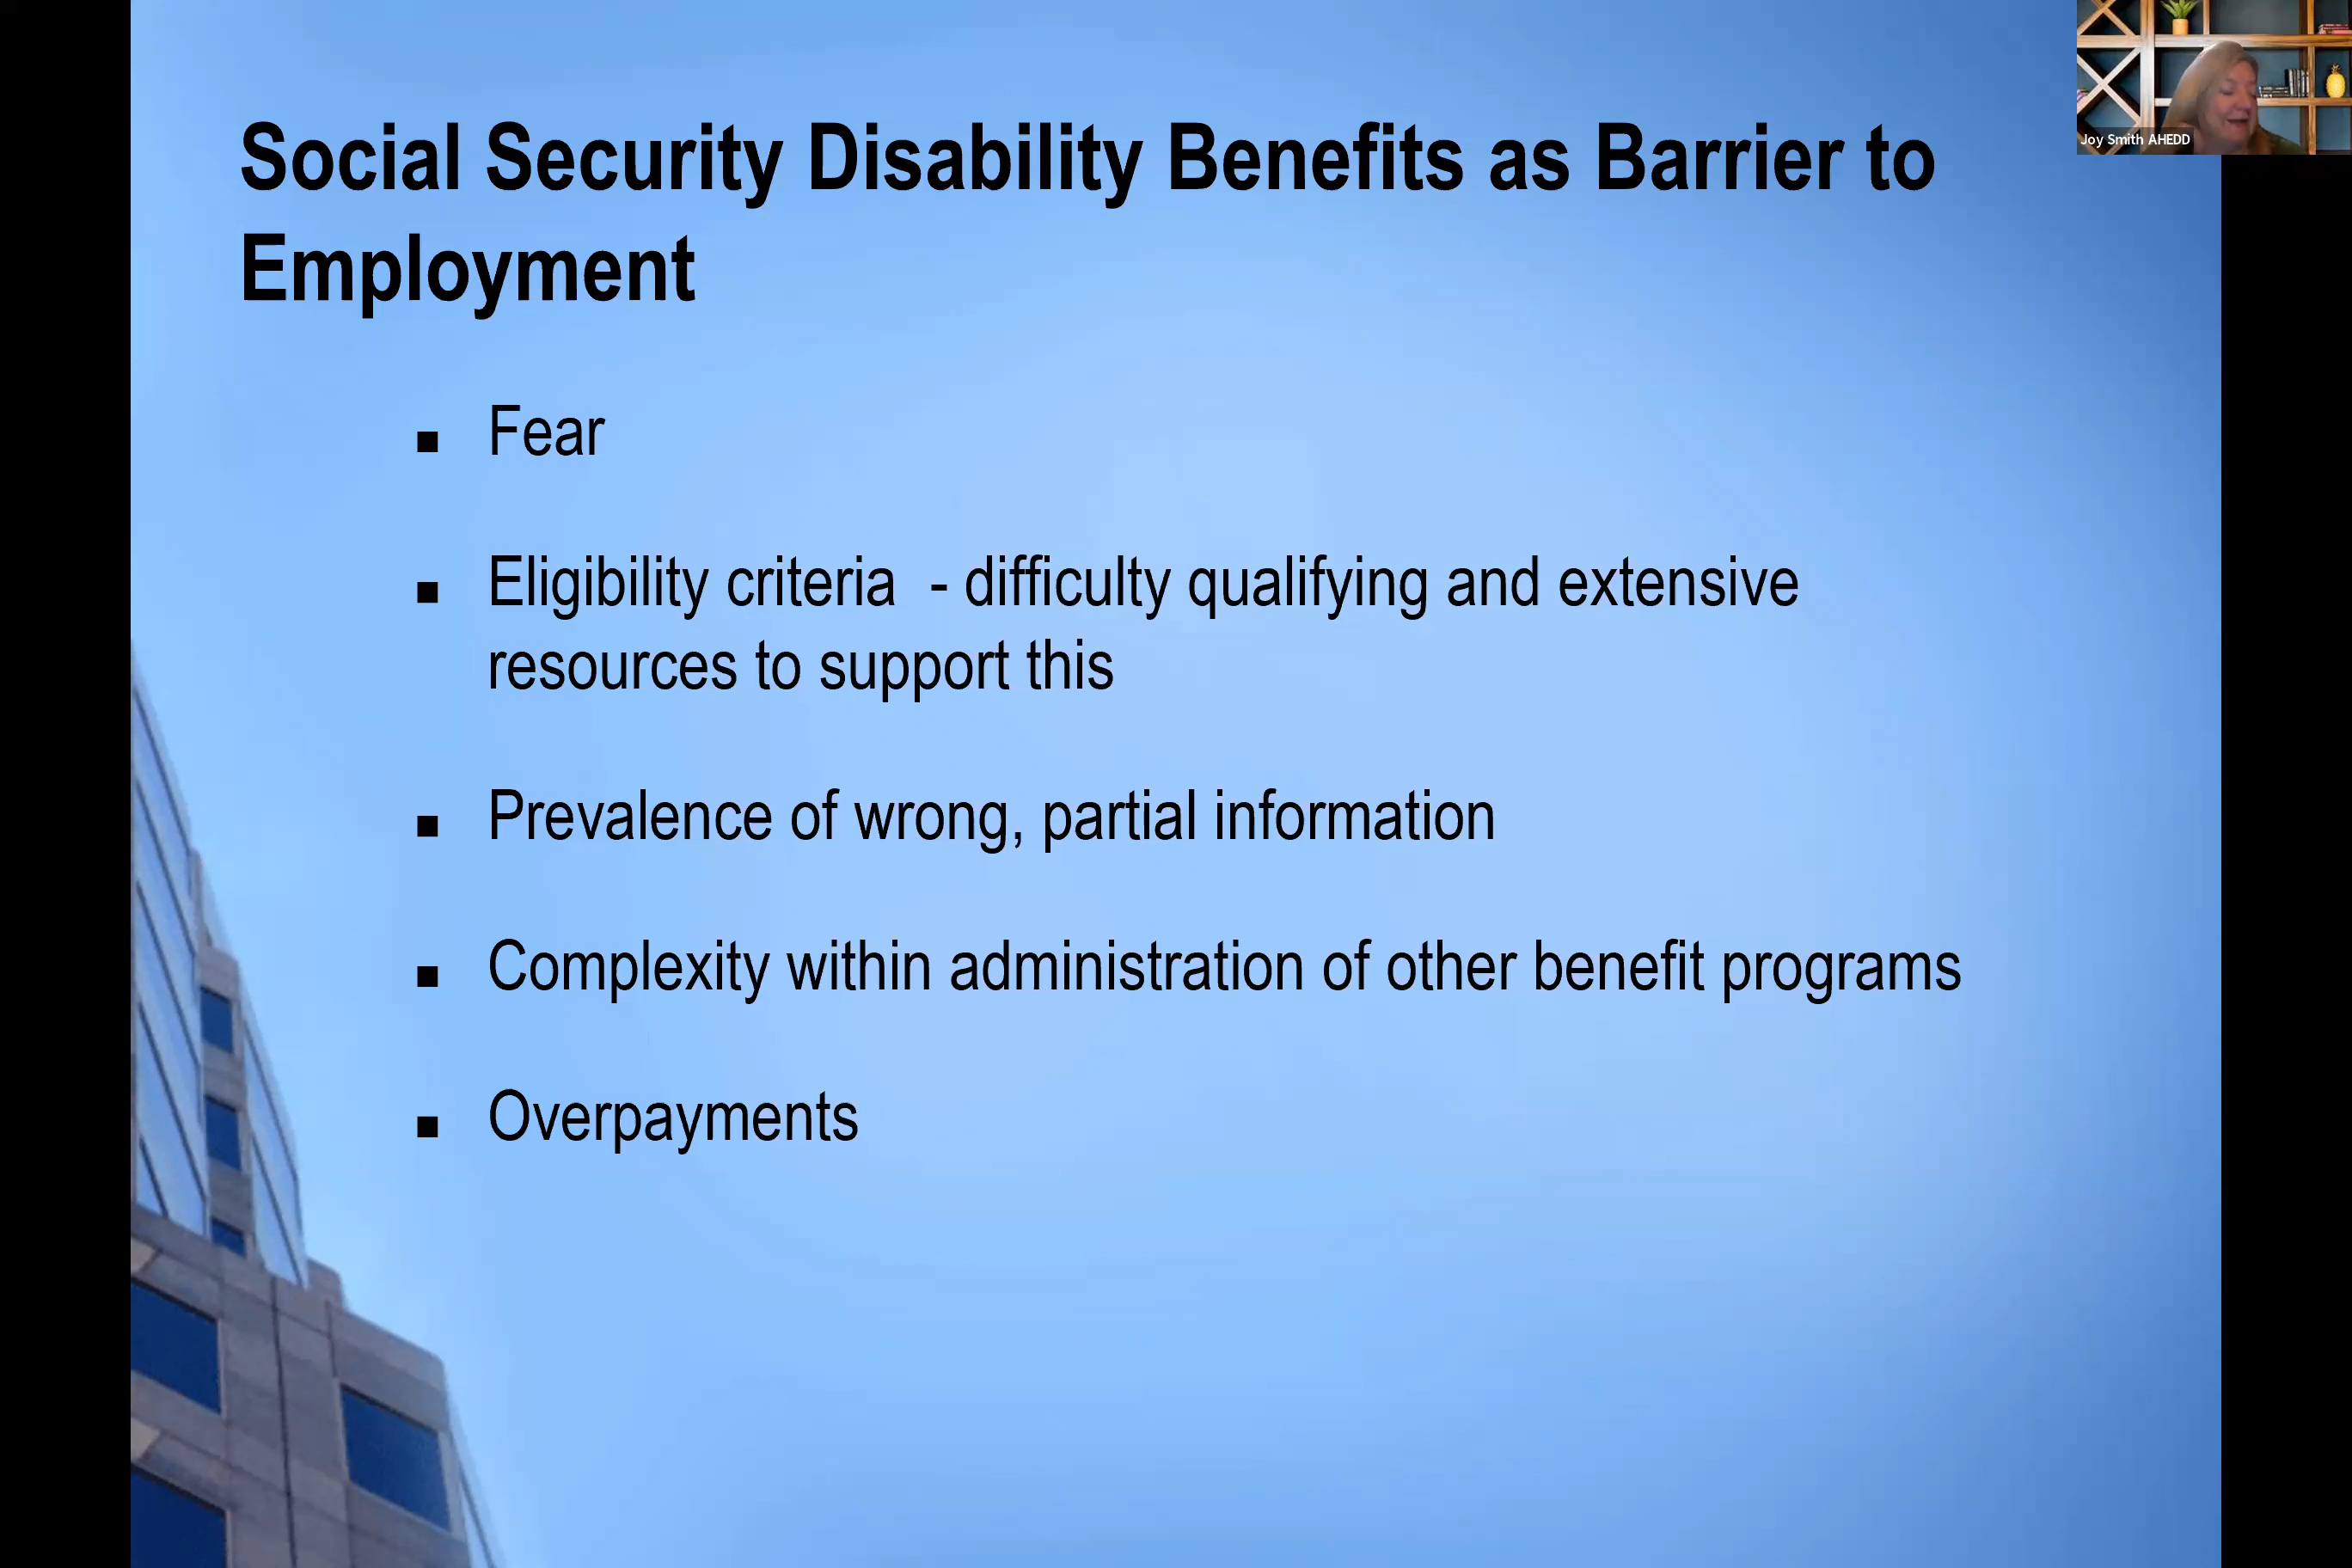 Social Security Disability Benefits as Barrier to
Employment
▪ Fear
▪ Eligibility criteria  - difficulty qualifying and extensive
resources to support this
▪ Prevalence of wrong, partial information
▪ Complexity within administration of other benefit programs
▪ Overpayments
Joy Smith AHEDD